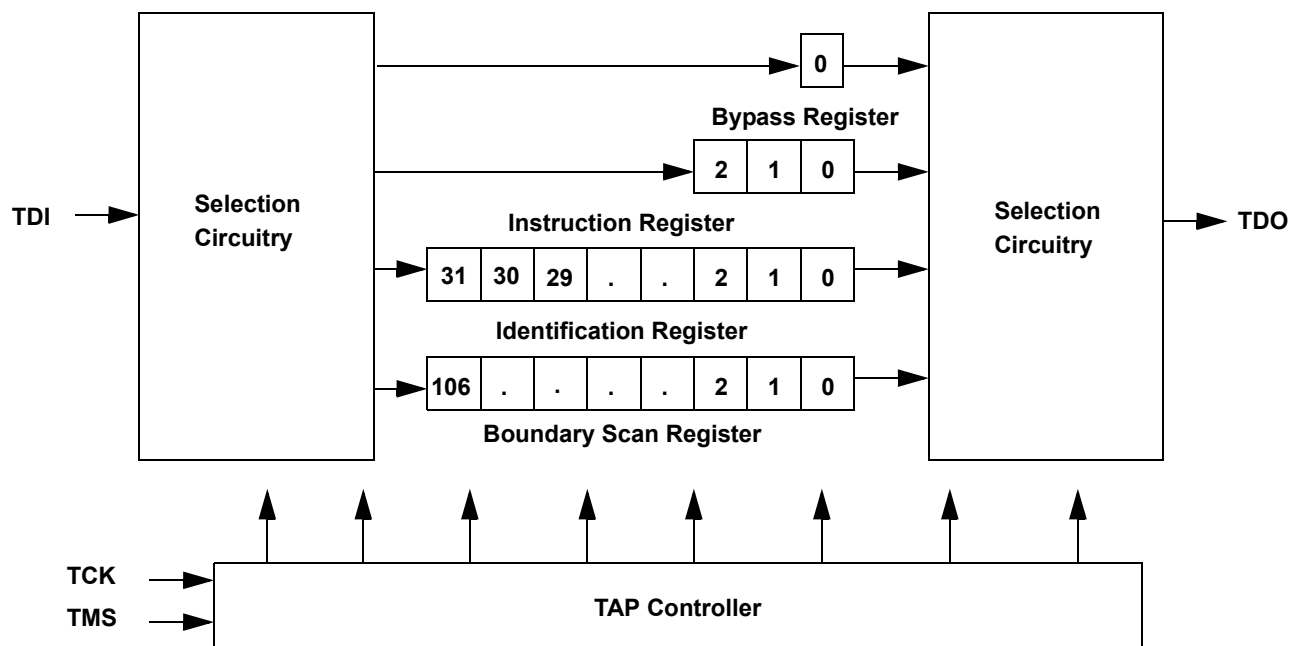 0
Bypass Register
2 1 0
TDI
Selection
Circuitry
Instruction Register
31 30 29 . . 2 1 0
Identification Register
106 . . . . 2 1 0
Boundary Scan Register
Selection
Circuitry
TDO
TCK
TMS
TAP Controller